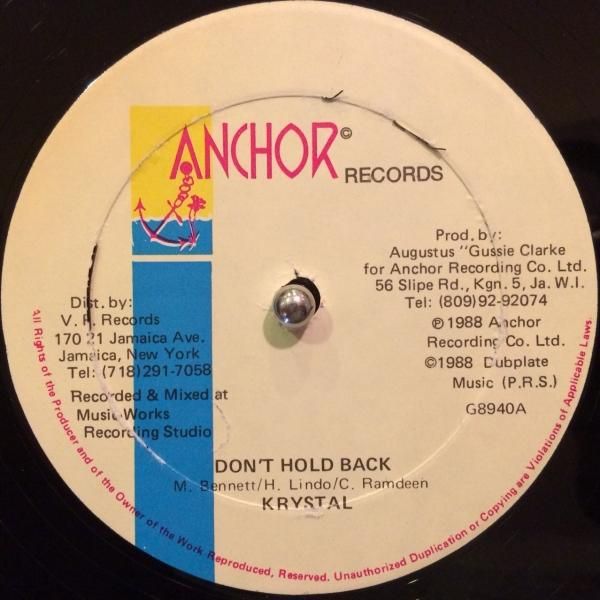 ANCHOR©
RECORDS
Prod. by:
Augustus "Gussie Clarke
for Anchor Recording Co. Ltd.
56 Slipe Rd., Kgn. 5, Ja. W.I.
Tel: (809)92-92074
℗1988 Anchor
Recording Co. Ltd.
©1988 Dubplate
Music (P.R.S.)
G8940A
Dist. by:
V. P. Records
170 21 Jamaica Ave.
Jamaica, New York
Tel: (718)291-7058
Recorded & Mixed at
Music Works
Recording Studio
DON'T HOLD BACK
M. Bennett/H. Lindo/C. Ramdeen
KRYSTAL
All Rights of the Producer and of the Owner of the Work Reproduced, Reserved. Unauthorized Duplication or Copying are Violations of Applicable Laws.